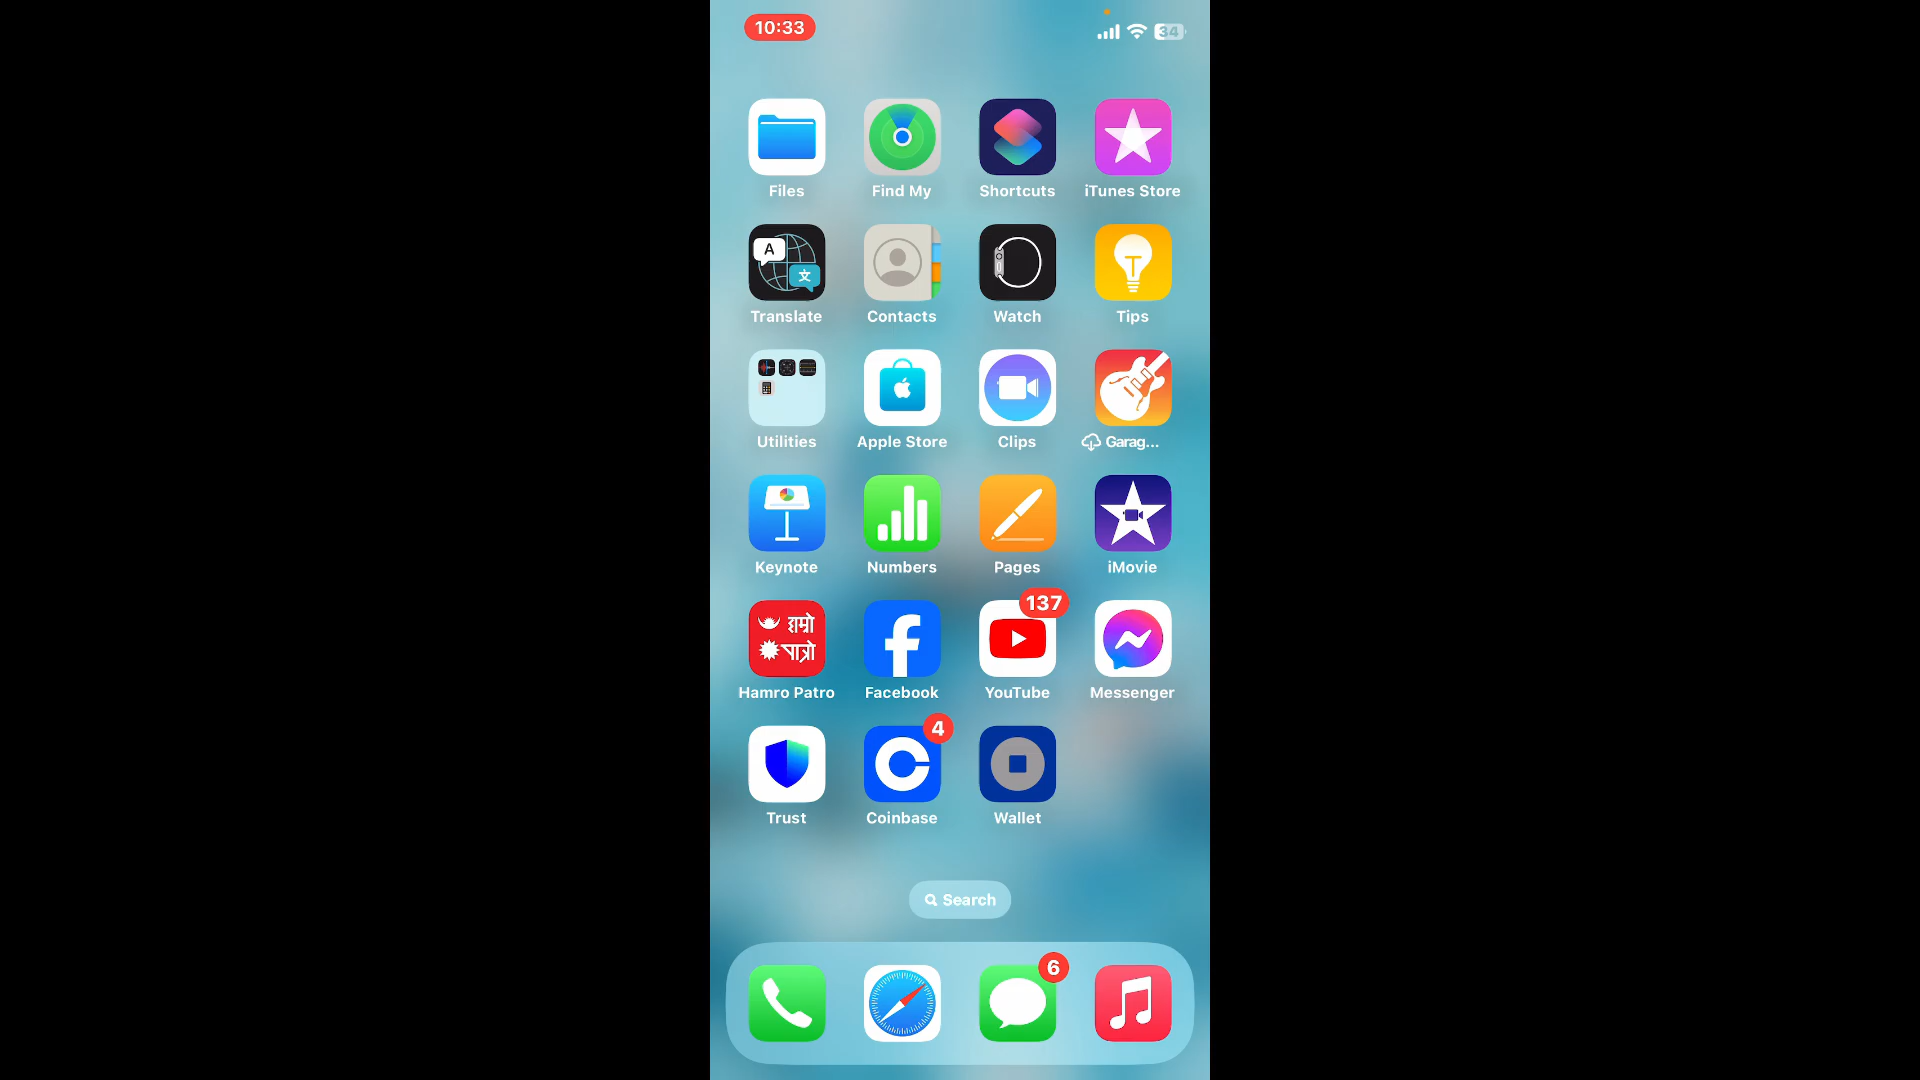 10:33
34
Files
Find My
Shortcuts
iTunes Store
A
文
Translate
Contacts
Watch
Tips
Utilities
Apple Store
Clips
Garag...
Keynote
Numbers
Pages
iMovie
137
हाम्रो
पात्रो
Hamro Patro
Facebook
YouTube
Messenger
4
Trust
Coinbase
Wallet
Search
6